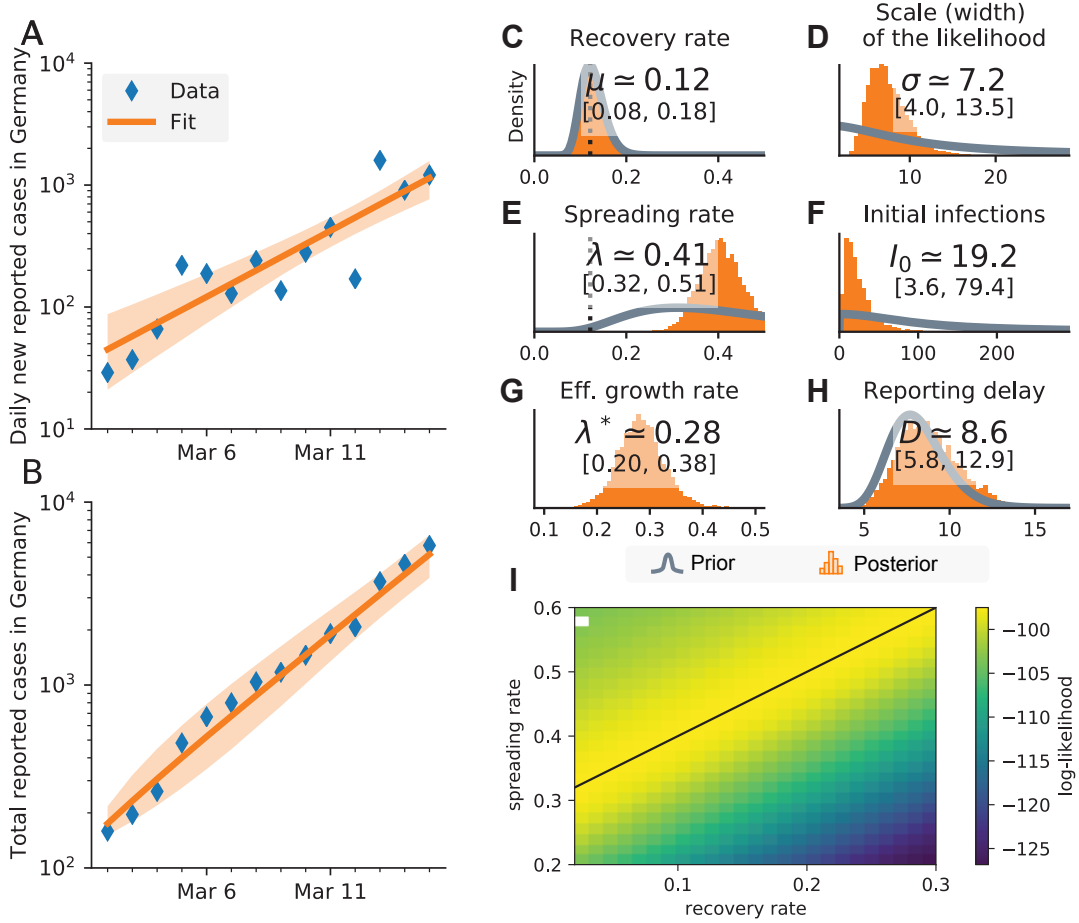 A
Daily new reported cases in Germany
10^4
10^3
10^2
10^1
Data
Fit
Mar 6
Mar 11
B
Total reported cases in Germany
10^4
10^3
10^2
Mar 6
Mar 11
C
Recovery rate
Density
μ ≃ 0.12
[0.08, 0.18]
0.0 0.2 0.4
D
Scale (width)
of the likelihood
σ ≃ 7.2
[4.0, 13.5]
10 20
E
Spreading rate
λ ≃ 0.41
[0.32, 0.51]
0.0 0.2 0.4
F
Initial infections
I_0 ≃ 19.2
[3.6, 79.4]
0 100 200
G
Eff. growth rate
λ* ≃ 0.28
[0.20, 0.38]
0.1 0.2 0.3 0.4 0.5
H
Reporting delay
D ≃ 8.6
[5.8, 12.9]
5 10 15
Prior
Posterior
I
spreading rate
0.6
0.5
0.4
0.3
0.2
0.1 0.2 0.3
recovery rate
−100
−105
−110
−115
−120
−125
log-likelihood